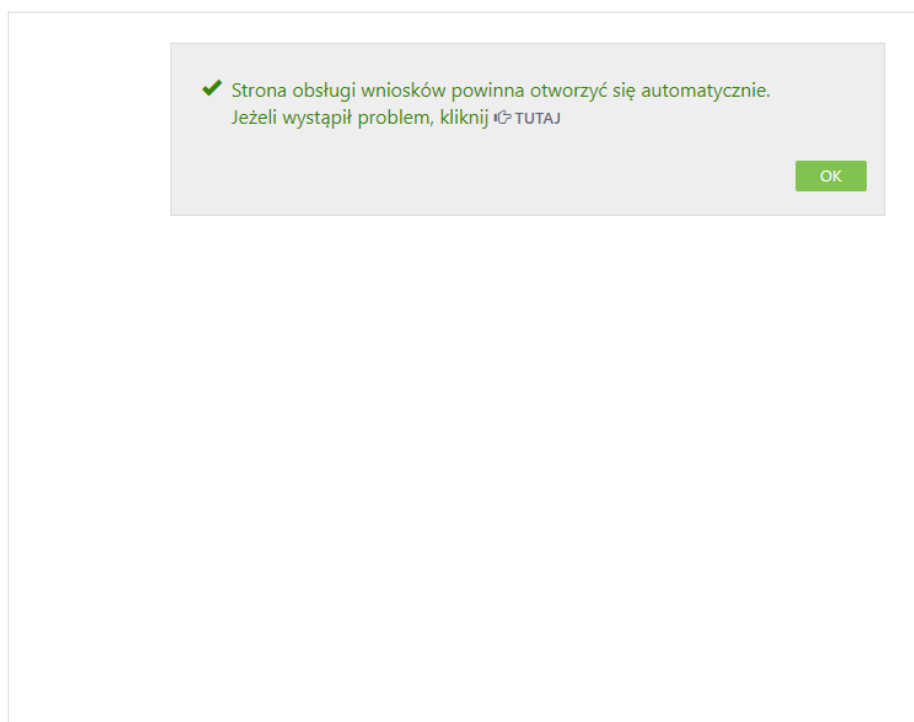 Strona obsługi wniosków powinna otworzyć się automatycznie.
Jeżeli wystąpił problem, kliknij TUTAJ
OK